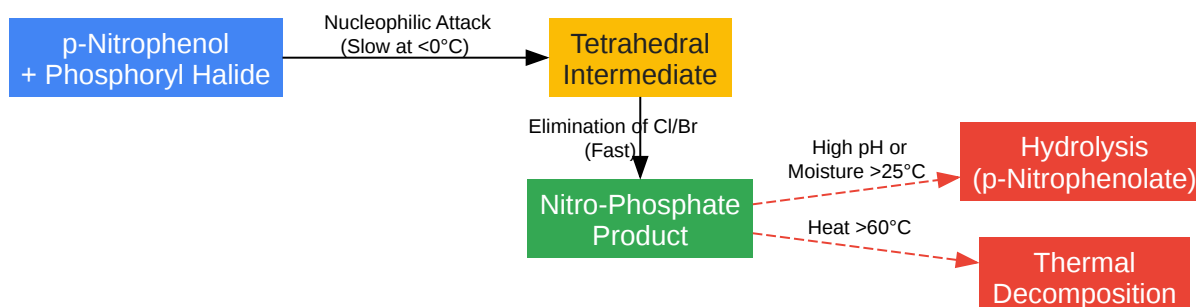 p-Nitrophenol
+ Phosphoryl Halide
Nucleophilic Attack
(Slow at <0°C)
Tetrahedral
Intermediate
Elimination of Cl/Br
(Fast)
Nitro-Phosphate
Product
High pH or
Moisture >25°C
Hydrolysis
(p-Nitrophenolate)
Heat >60°C
Thermal
Decomposition